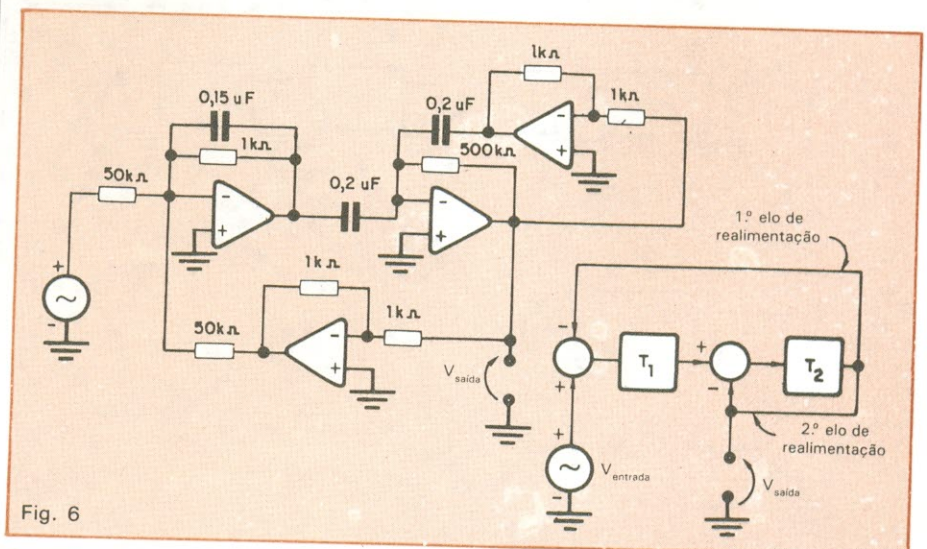 1kΩ
0,15 uF
0,2 uF
1kΩ
1kΩ
500kΩ
50kΩ
0,2 uF
-
+
-
+
-
+
+
-
1.º elo de
realimentação
1kΩ
50kΩ
1kΩ
-
+
V saída
-
+
T1
+
-
T2
2.º elo de
realimentação
+
-
V entrada
V saída
Fig. 6